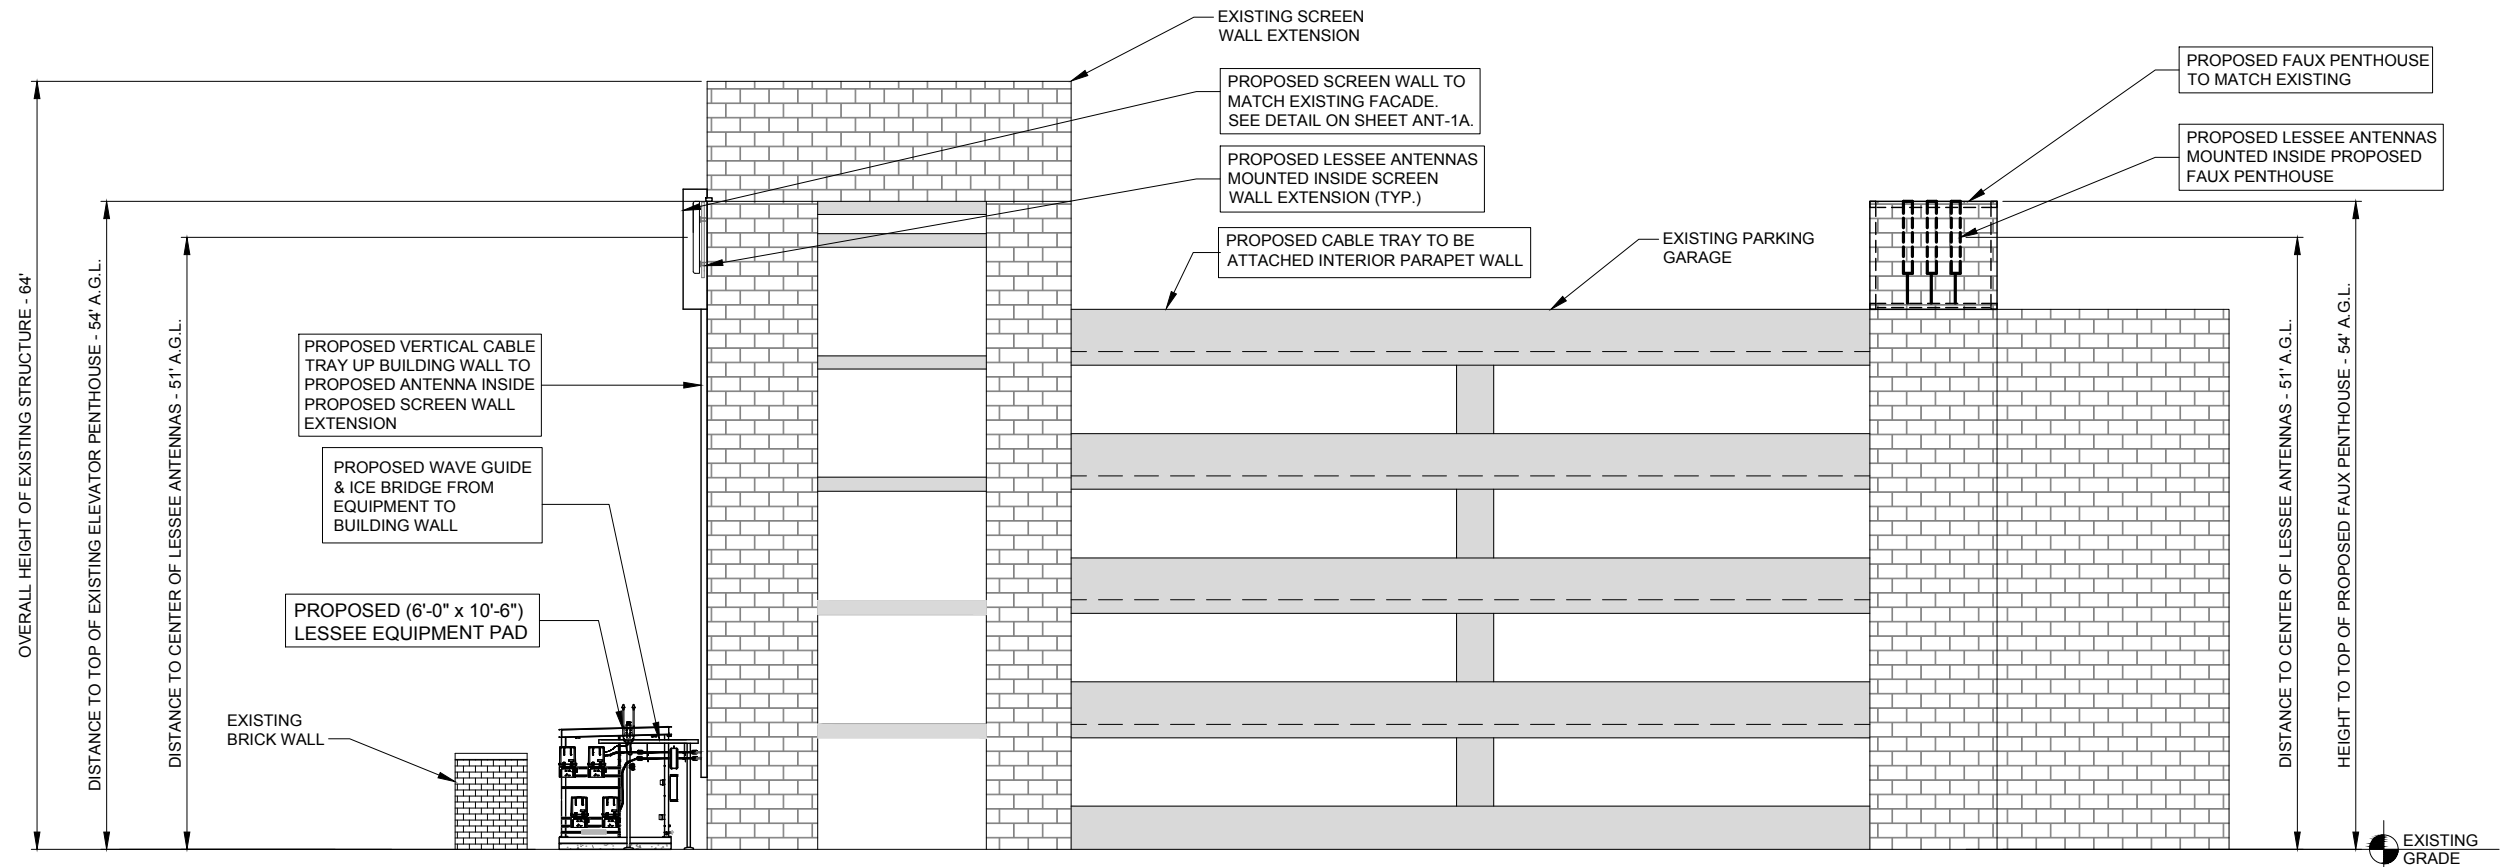 EXISTING SCREEN
WALL EXTENSION
PROPOSED SCREEN WALL TO
MATCH EXISTING FACADE.
SEE DETAIL ON SHEET ANT-1A.
PROPOSED LESSEE ANTENNAS
MOUNTED INSIDE SCREEN
WALL EXTENSION (TYP.)
PROPOSED CABLE TRAY TO BE
ATTACHED INTERIOR PARAPET WALL
EXISTING PARKING
GARAGE
PROPOSED FAUX PENTHOUSE
TO MATCH EXISTING
PROPOSED LESSEE ANTENNAS
MOUNTED INSIDE PROPOSED
FAUX PENTHOUSE
OVERALL HEIGHT OF EXISTING STRUCTURE - 64'
DISTANCE TO TOP OF EXISTING ELEVATOR PENTHOUSE - 54' A.G.L.
DISTANCE TO CENTER OF LESSEE ANTENNAS - 51' A.G.L.
PROPOSED VERTICAL CABLE
TRAY UP BUILDING WALL TO
PROPOSED ANTENNA INSIDE
PROPOSED SCREEN WALL
EXTENSION
PROPOSED WAVE GUIDE
& ICE BRIDGE FROM
EQUIPMENT TO
BUILDING WALL
PROPOSED (6'-0" x 10'-6")
LESSEE EQUIPMENT PAD
EXISTING
BRICK WALL
DISTANCE TO CENTER OF LESSEE ANTENNAS - 51' A.G.L.
HEIGHT TO TOP OF PROPOSED FAUX PENTHOUSE - 54' A.G.L.
EXISTING
GRADE